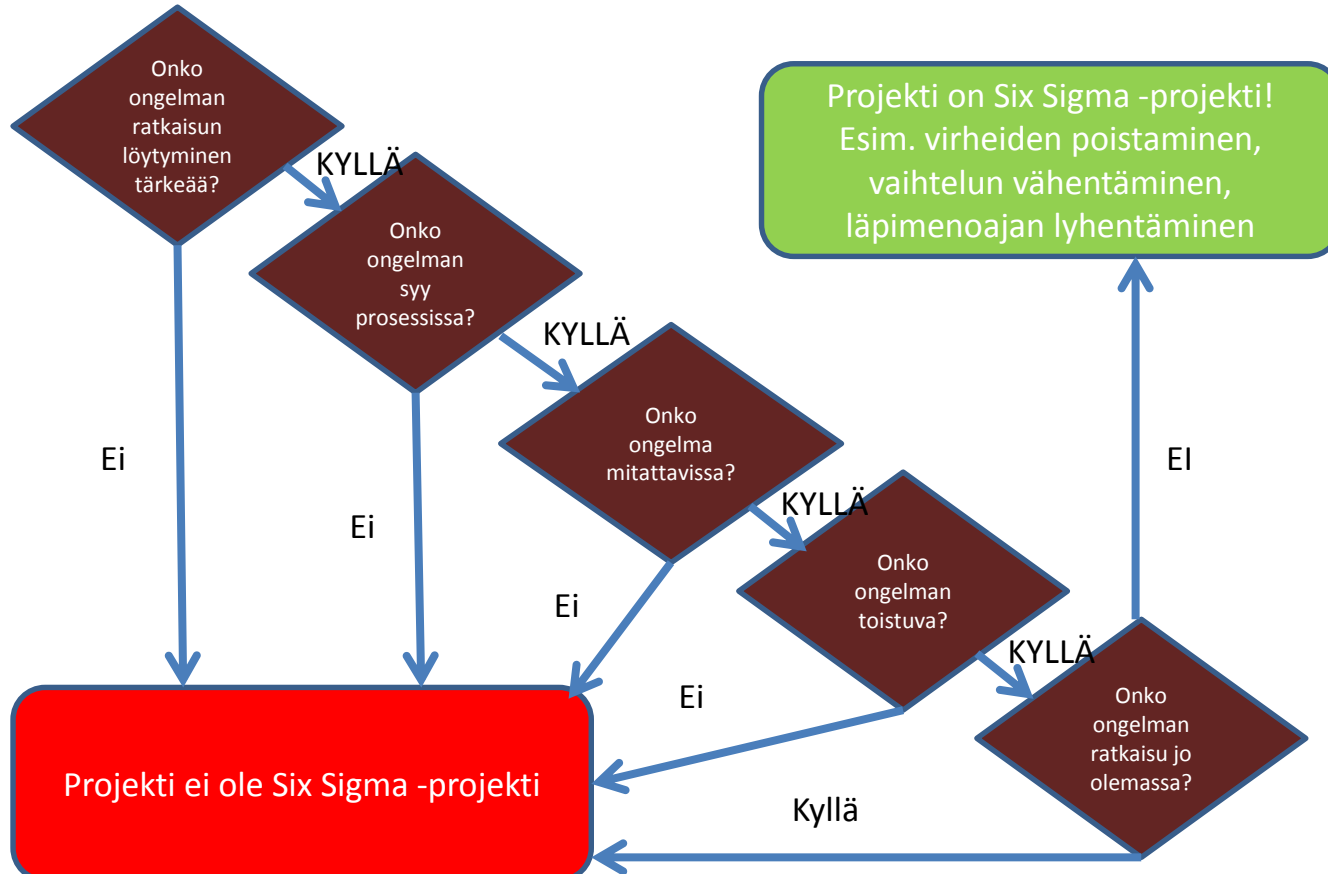 Onko
ongelman
ratkaisun
löytyminen
tärkeää?
KYLLÄ
Projekti on Six Sigma -projekti!
Esim. virheiden poistaminen,
vaihtelun vähentäminen,
läpimenoajan lyhentäminen
Onko
ongelman
syy
prosessissa?
KYLLÄ
Onko
ongelma
mitattavissa?
KYLLÄ
Onko
ongelman
toistuva?
KYLLÄ
Onko
ongelman
ratkaisu jo
olemassa?
Ei
Ei
Ei
Ei
EI
Kyllä
Projekti ei ole Six Sigma -projekti